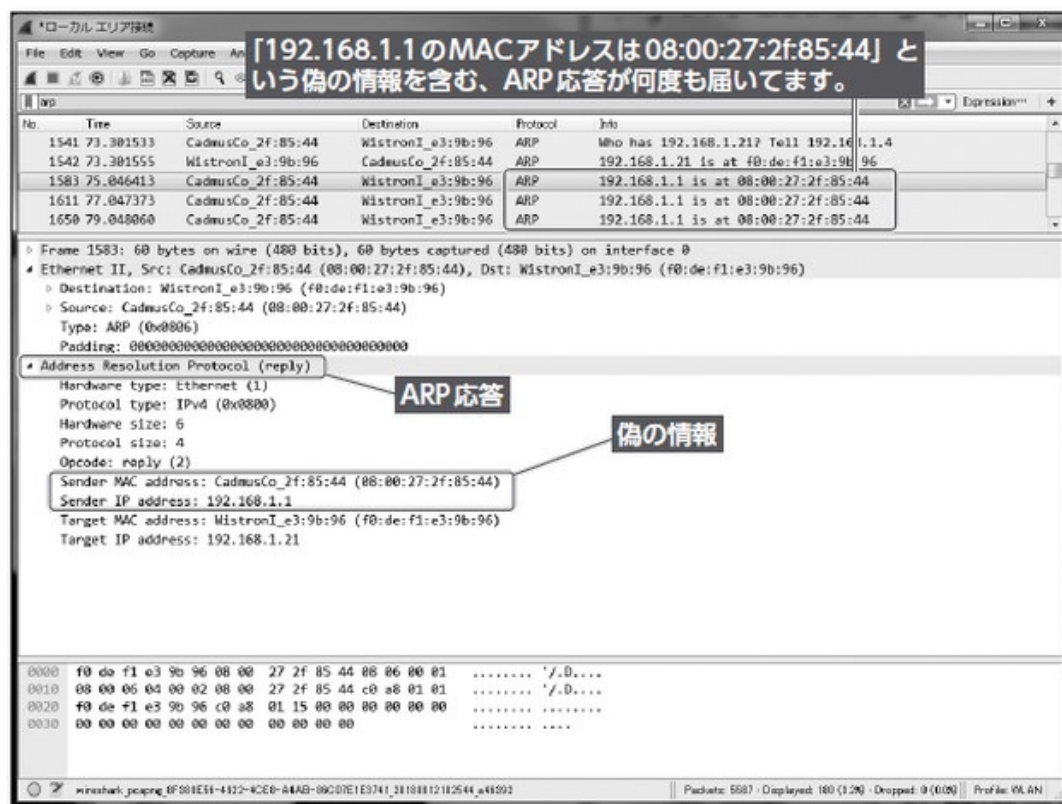 *ローカル エリア接続
File Edit View Go Capture An
「192.168.1.1のMACアドレスは08:00:27:2f:85:44」と
いう偽の情報を含む、ARP応答が何度も届いてます。
arp
Expression…
+
No. Time Source Destination Protocol Info
1541 73.301533 CadmusCo_2f:85:44 WistronI_e3:9b:96 ARP Who has 192.168.1.21? Tell 192.168.1.4
1542 73.301555 WistronI_e3:9b:96 CadmusCo_2f:85:44 ARP 192.168.1.21 is at f0:de:f1:e3:9b:96
1583 75.046413 CadmusCo_2f:85:44 WistronI_e3:9b:96 ARP 192.168.1.1 is at 08:00:27:2f:85:44
1611 77.047373 CadmusCo_2f:85:44 WistronI_e3:9b:96 ARP 192.168.1.1 is at 08:00:27:2f:85:44
1650 79.048060 CadmusCo_2f:85:44 WistronI_e3:9b:96 ARP 192.168.1.1 is at 08:00:27:2f:85:44
Frame 1583: 60 bytes on wire (480 bits), 60 bytes captured (480 bits) on interface 0
Ethernet II, Src: CadmusCo_2f:85:44 (08:00:27:2f:85:44), Dst: WistronI_e3:9b:96 (f0:de:f1:e3:9b:96)
Destination: WistronI_e3:9b:96 (f0:de:f1:e3:9b:96)
Source: CadmusCo_2f:85:44 (08:00:27:2f:85:44)
Type: ARP (0x0806)
Padding: 000000000000000000000000000000000000
Address Resolution Protocol (reply)
Hardware type: Ethernet (1)
ARP応答
Protocol type: IPv4 (0x0800)
Hardware size: 6
Protocol size: 4
偽の情報
Opcode: reply (2)
Sender MAC address: CadmusCo_2f:85:44 (08:00:27:2f:85:44)
Sender IP address: 192.168.1.1
Target MAC address: WistronI_e3:9b:96 (f0:de:f1:e3:9b:96)
Target IP address: 192.168.1.21
0000 f0 de f1 e3 9b 96 08 00 27 2f 85 44 08 06 00 01 ........ '/.D....
0010 08 00 06 04 00 02 08 00 27 2f 85 44 c0 a8 01 01 ........ '/.D....
0020 f0 de f1 e3 9b 96 c0 a8 01 15 00 00 00 00 00 00 ........ ........
0030 00 00 00 00 00 00 00 00 00 00 00 00 ........ ....
Packets: 5587 · Displayed: 180 (3.2%) · Dropped: 0 (0.0%)
Profile: WLAN